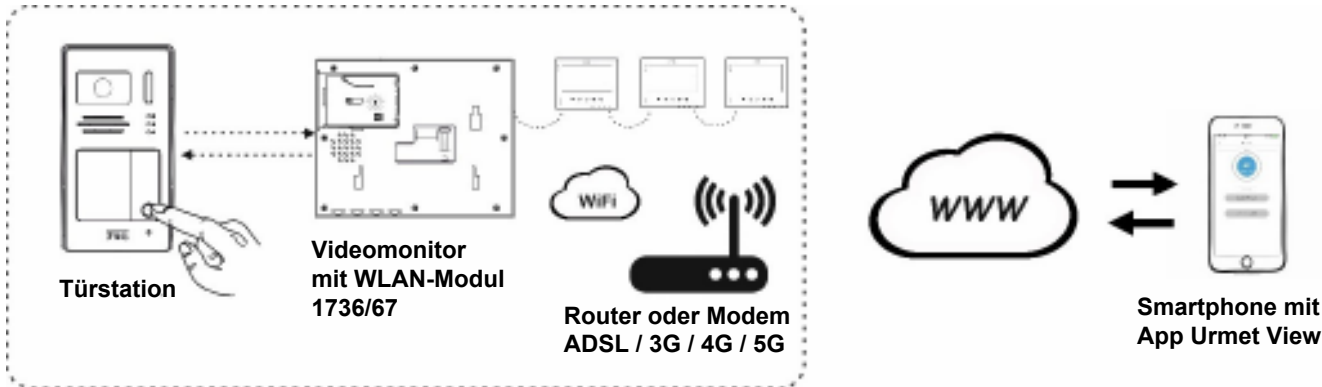 WiFi
WWW
Türstation
Videomonitor
mit WLAN-Modul
1736/67
Router oder Modem
ADSL / 3G / 4G / 5G
Smartphone mit
App Urmet View